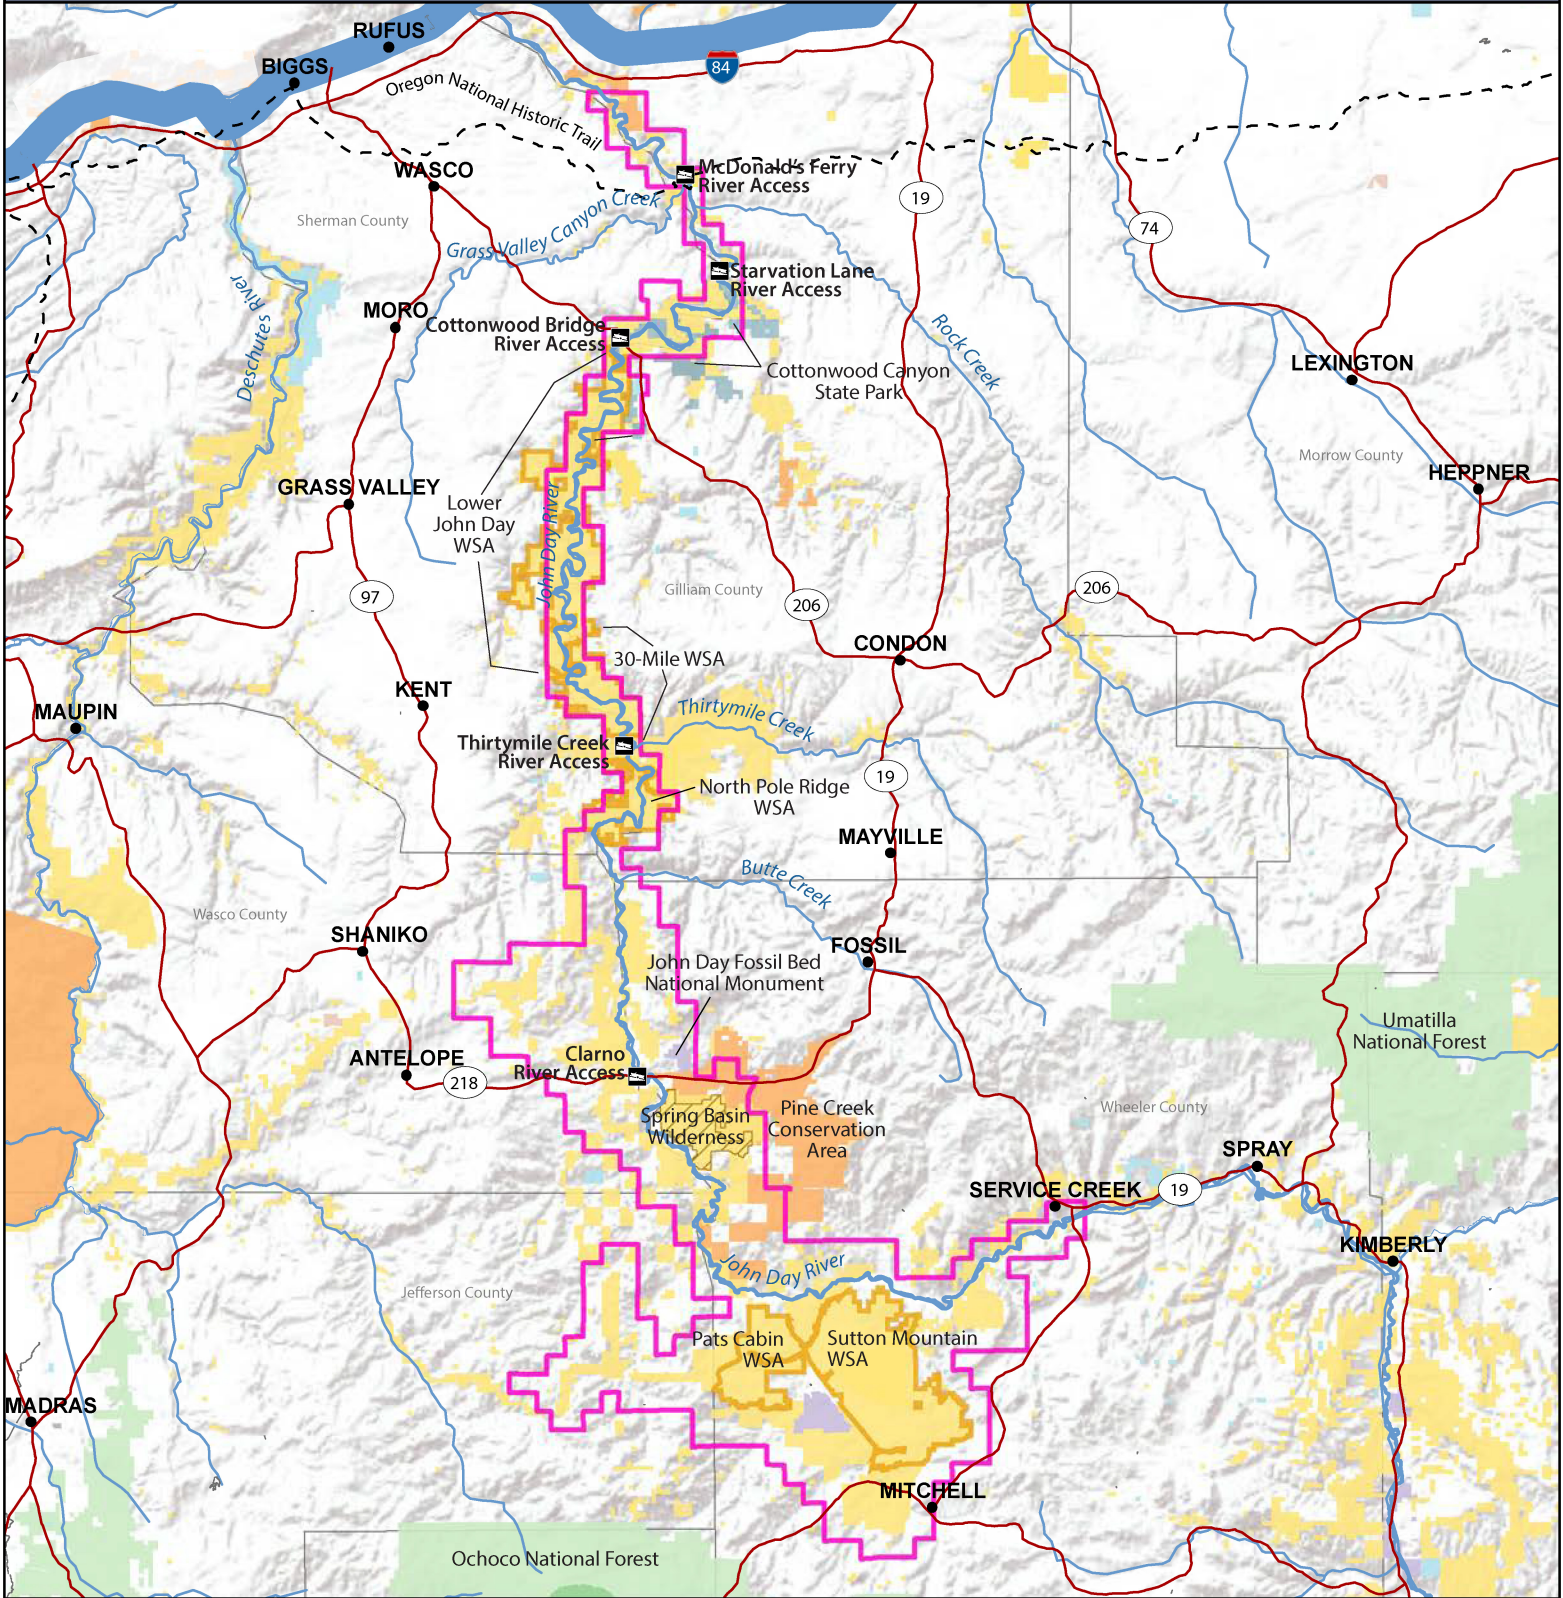 RUFUS
BIGGS
84
Oregon National Historic Trail
WASCO
McDonald's Ferry
River Access
19
Sherman County
Grass Valley Canyon Creek
74
Starvation Lane
River Access
Deschutes River
MORO
Cottonwood Bridge
River Access
Rock Creek
Cottonwood Canyon
State Park
LEXINGTON
Morrow County
HEPPNER
GRASS VALLEY
Lower
John Day
WSA
John Day River
Gilliam County
97
206
206
CONDON
30-Mile WSA
KENT
MAUPIN
Thirtymile Creek
Thirtymile Creek
River Access
19
North Pole Ridge
WSA
MAYVILLE
Butte Creek
Wasco County
SHANIKO
FOSSIL
John Day Fossil Bed
National Monument
Umatilla
National Forest
ANTELOPE
218
Clarno
River Access
Spring Basin
Wilderness
Pine Creek
Conservation
Area
Wheeler County
SPRAY
SERVICE CREEK
19
KIMBERLY
John Day River
Jefferson County
Pats Cabin
WSA
Sutton Mountain
WSA
MADRAS
MITCHELL
Ochoco National Forest